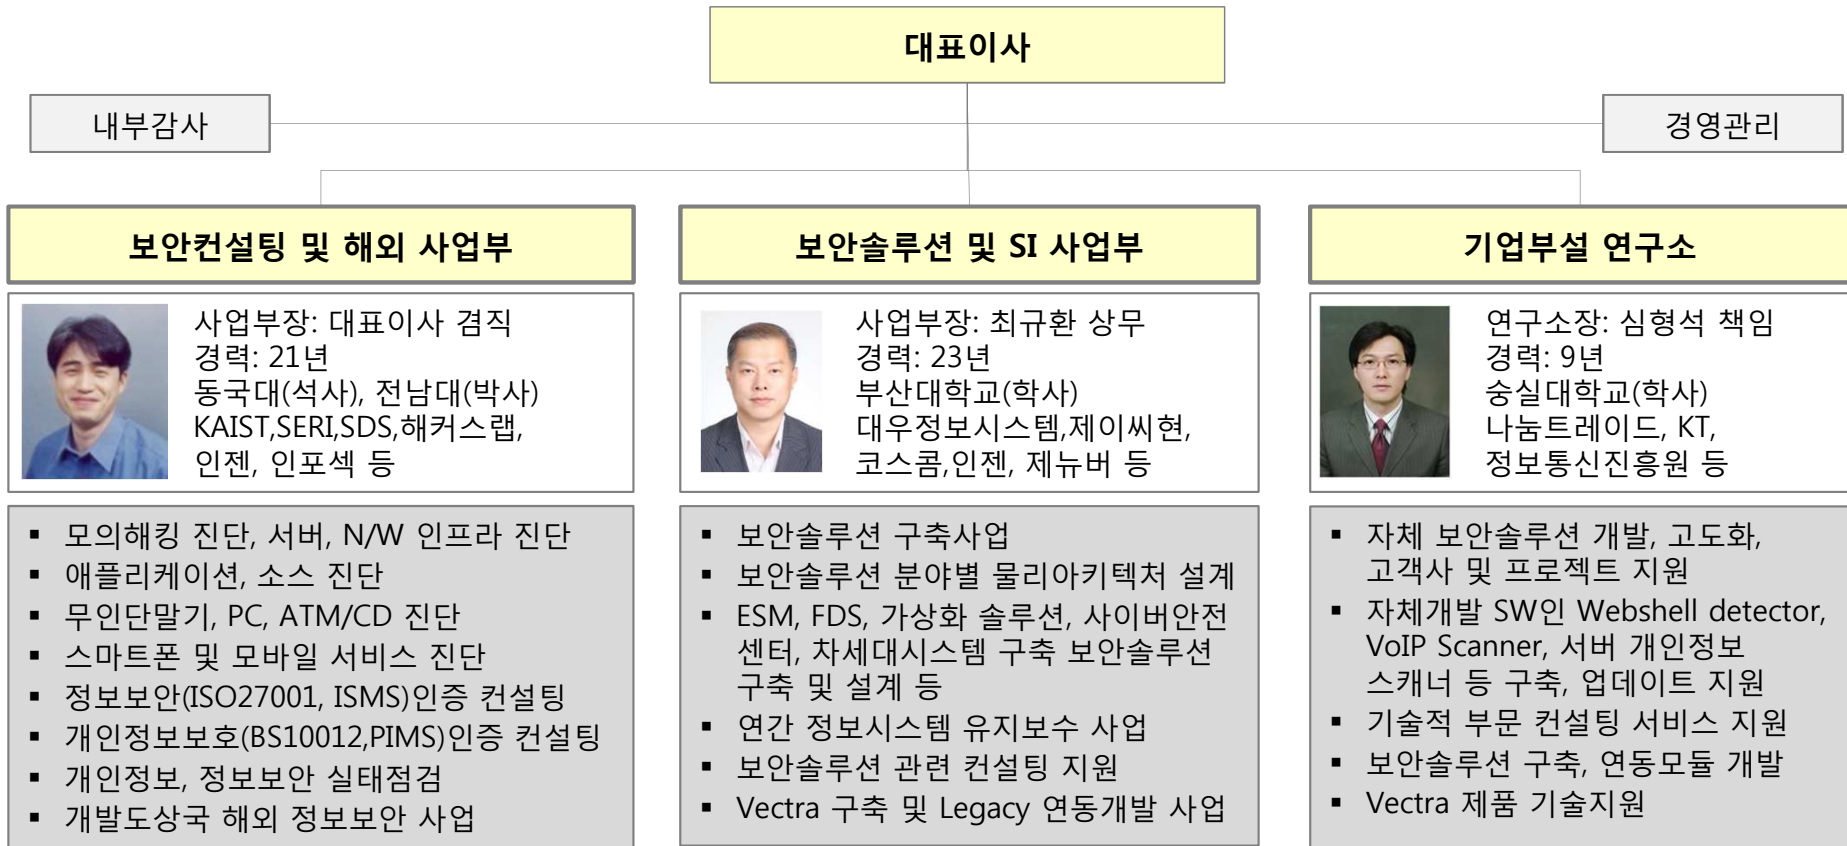 대표이사
내부감사
경영관리
보안컨설팅 및 해외 사업부
사업부장: 대표이사 겸직
경력: 21년
동국대(석사), 전남대(박사)
KAIST,SERI,SDS,해커스랩,
인젠, 인포섹 등
▪ 모의해킹 진단, 서버, N/W 인프라 진단
▪ 애플리케이션, 소스 진단
▪ 무인단말기, PC, ATM/CD 진단
▪ 스마트폰 및 모바일 서비스 진단
▪ 정보보안(ISO27001, ISMS)인증 컨설팅
▪ 개인정보보호(BS10012,PIMS)인증 컨설팅
▪ 개인정보, 정보보안 실태점검
▪ 개발도상국 해외 정보보안 사업
보안솔루션 및 SI 사업부
사업부장: 최규환 상무
경력: 23년
부산대학교(학사)
대우정보시스템,제이씨현,
코스콤,인젠, 제뉴버 등
▪ 보안솔루션 구축사업
▪ 보안솔루션 분야별 물리아키텍처 설계
▪ ESM, FDS, 가상화 솔루션, 사이버안전
센터, 차세대시스템 구축 보안솔루션
구축 및 설계 등
▪ 연간 정보시스템 유지보수 사업
▪ 보안솔루션 관련 컨설팅 지원
▪ Vectra 구축 및 Legacy 연동개발 사업
기업부설 연구소
연구소장: 심형석 책임
경력: 9년
숭실대학교(학사)
나눔트레이드, KT,
정보통신진흥원 등
▪ 자체 보안솔루션 개발, 고도화,
고객사 및 프로젝트 지원
▪ 자체개발 SW인 Webshell detector,
VoIP Scanner, 서버 개인정보
스캐너 등 구축, 업데이트 지원
▪ 기술적 부문 컨설팅 서비스 지원
▪ 보안솔루션 구축, 연동모듈 개발
▪ Vectra 제품 기술지원